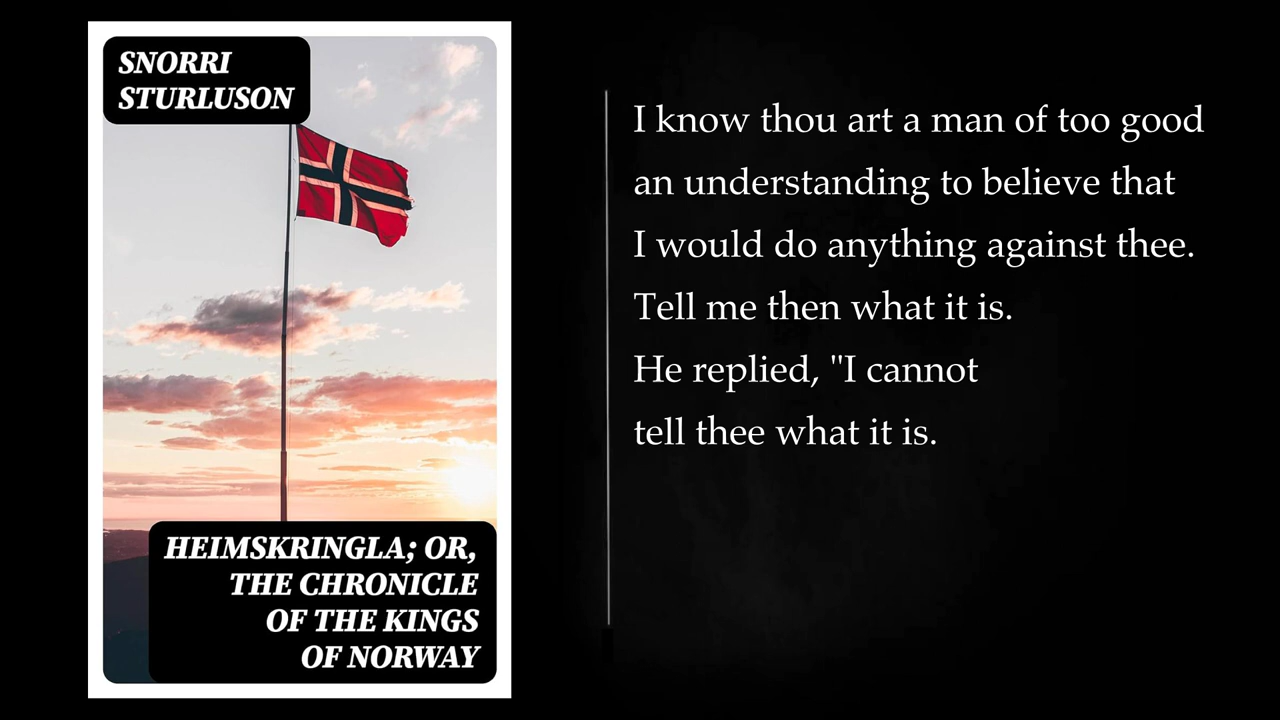 SNORRI
STURLUSON
HEIMSKRINGLA; OR,
THE CHRONICLE
OF THE KINGS
OF NORWAY
I know thou art a man of too good
an understanding to believe that
I would do anything against thee.
Tell me then what it is.
He replied, "I cannot
tell thee what it is.